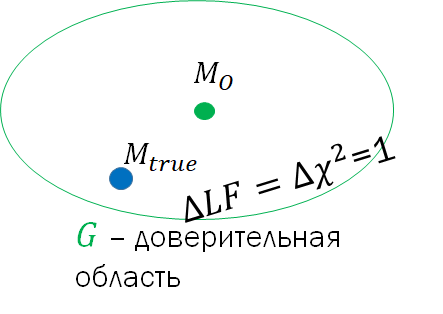 M_O
M_true
ΔLF = Δχ²=1
G – доверительная
область